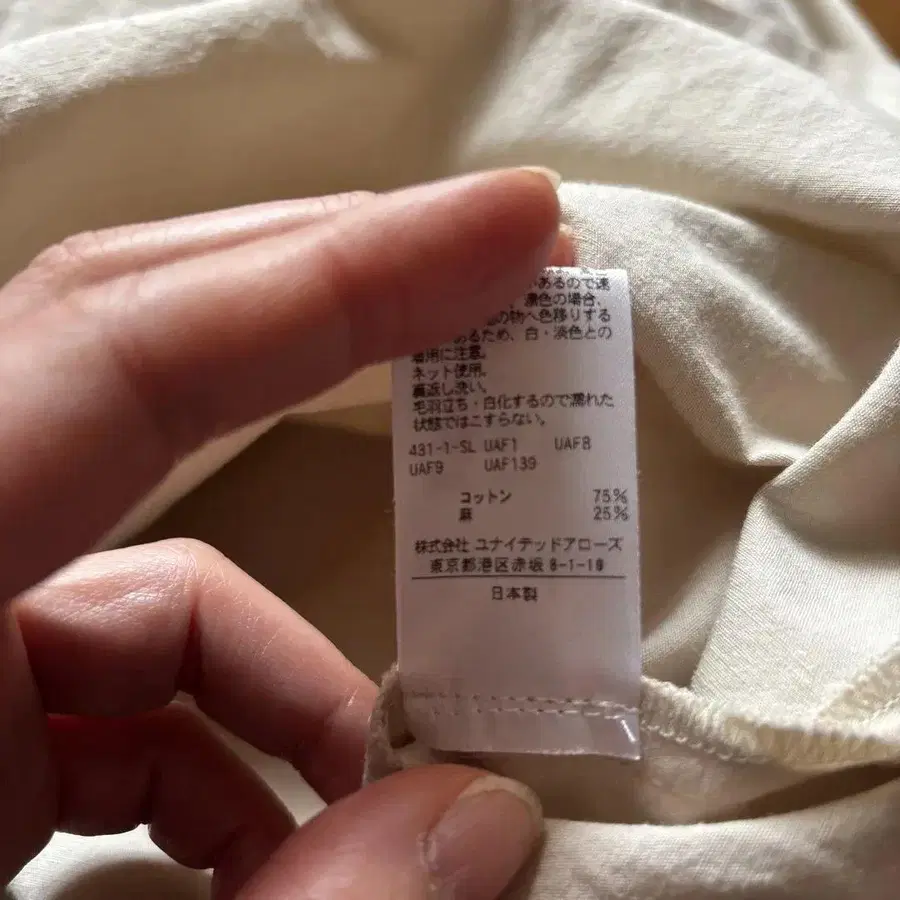 があるので速
濃色の場合、
の物へ色移りする
あるため、白・淡色との
着用に注意。
ネット使用。
裏返し洗い。
毛羽立ち・白化するので濡れた
状態ではこすらない。
431-1-SL UAF1 UAF8
UAF9 UAF139
コットン 75%
麻 25%
株式会社 ユナイテッドアローズ
東京都港区赤坂 8-1-10
日本製